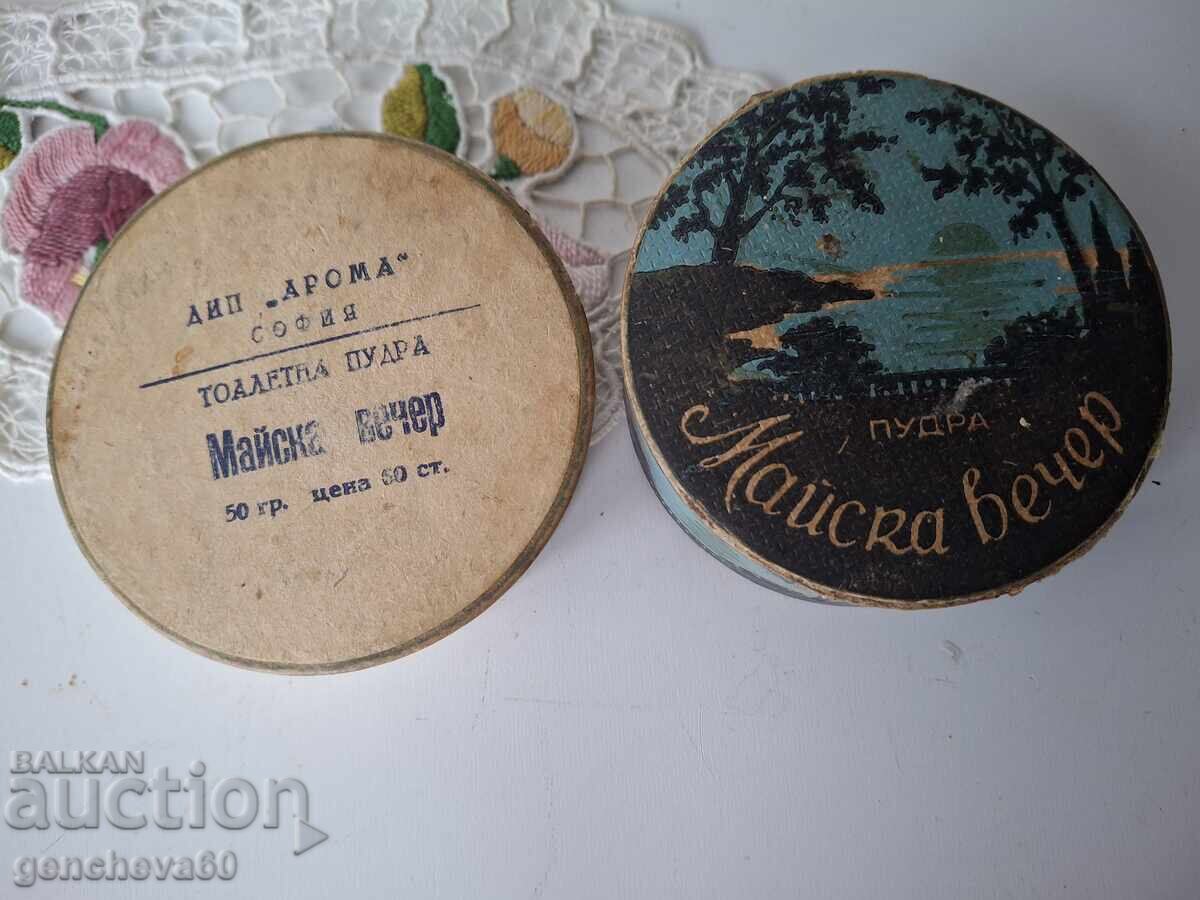 ДИП „АРОМА“
СОФИЯ
ТОАЛЕТНА ПУДРА
Майска вечер
50 гр. цена 60 ст.
ПУДРА
Майска вечер
BALKAN
auction
gencheva60